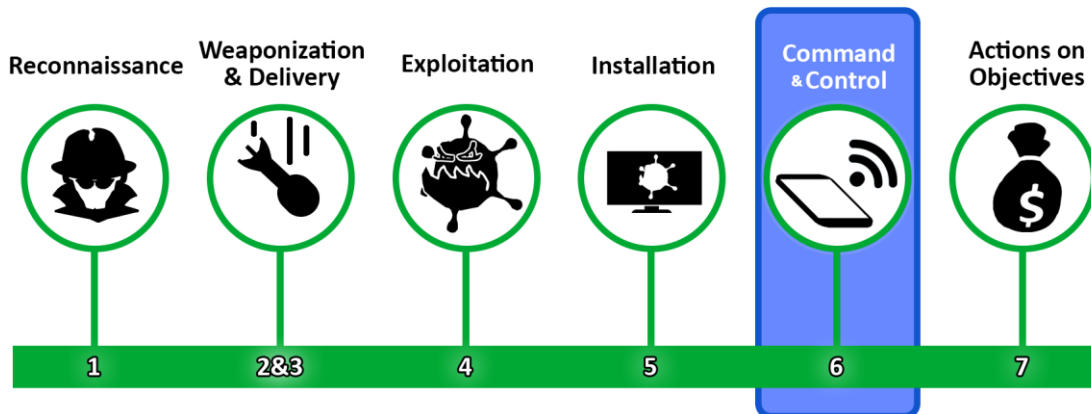 Reconnaissance
Weaponization
& Delivery
Exploitation
Installation
Command
& Control
Actions on
Objectives
$
1
2&3
4
5
6
7